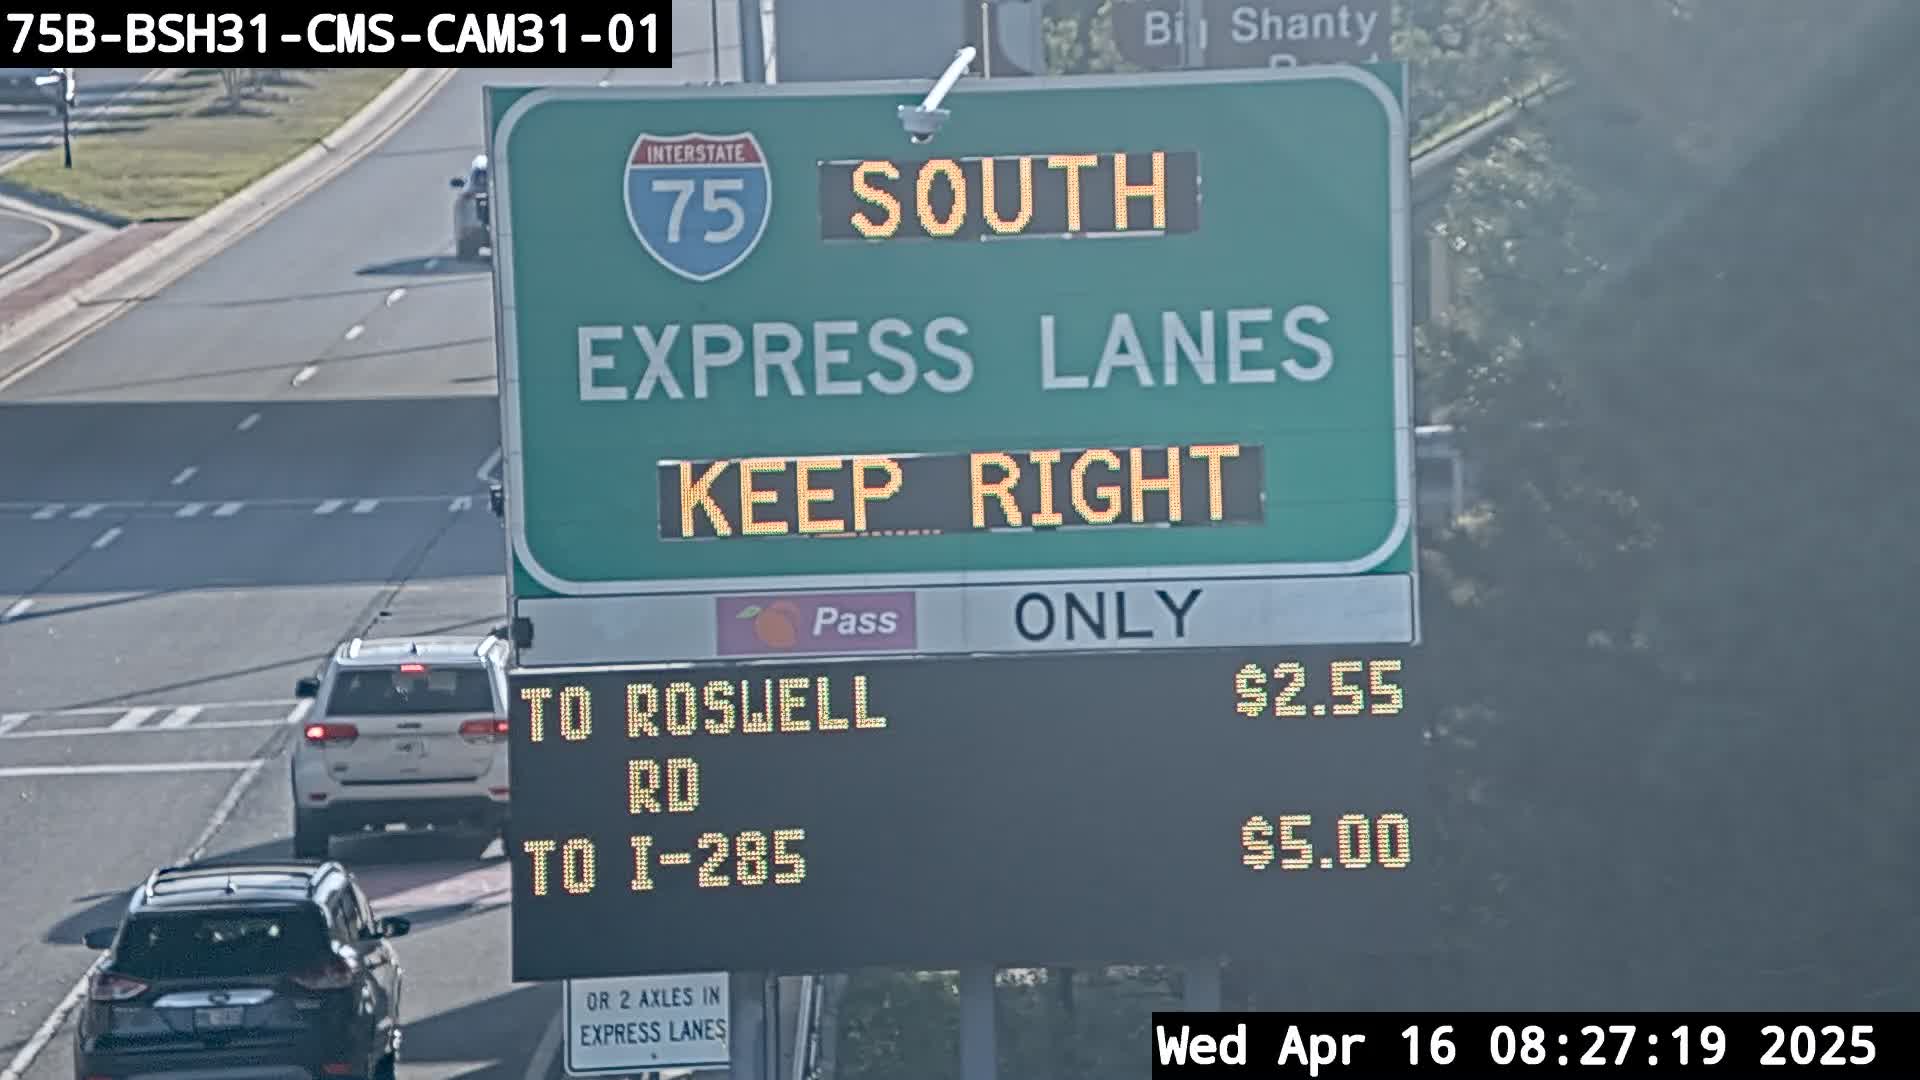 75B-BSH31-CMS-CAM31-01
Big Shanty
INTERSTATE
75
SOUTH
EXPRESS LANES
KEEP RIGHT
Pass ONLY
TO ROSWELL $2.55
RD
TO I-285 $5.00
OR 2 AXLES IN
EXPRESS LANES
Wed Apr 16 08:27:19 2025